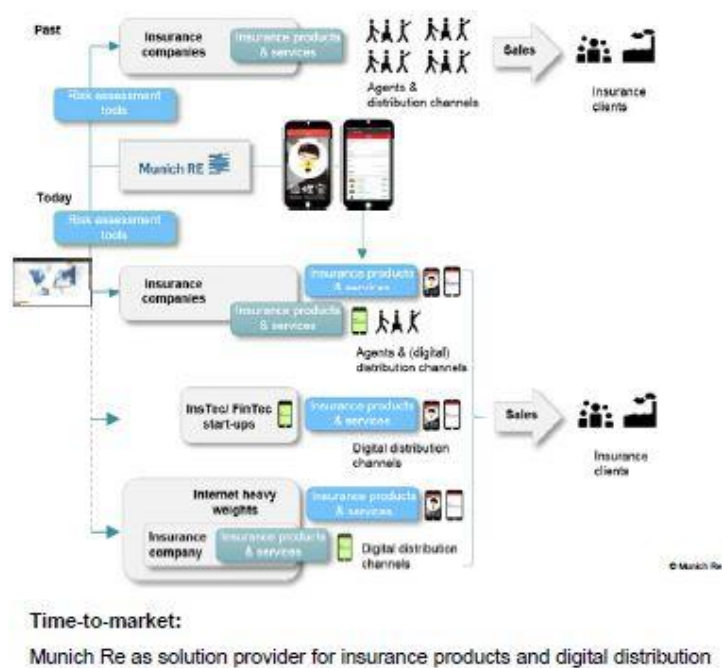 Past
Insurance
companies
Insurance products
& services
Agents &
distribution channels
Sales
Insurance
clients
Risk assessment
tools
Munich RE
Today
Risk assessment
tools
Insurance
companies
Insurance products
& services
Insurance products
& services
Agents & (digital)
distribution channels
InsTec/ FinTec
start-ups
Insurance products
& services
Digital distribution
channels
Sales
Insurance
clients
Internet heavy
weights
Insurance products
& services
Insurance
company
Insurance products
& services
Digital distribution
channels
© Munich Re
Time-to-market:
Munich Re as solution provider for insurance products and digital distribution